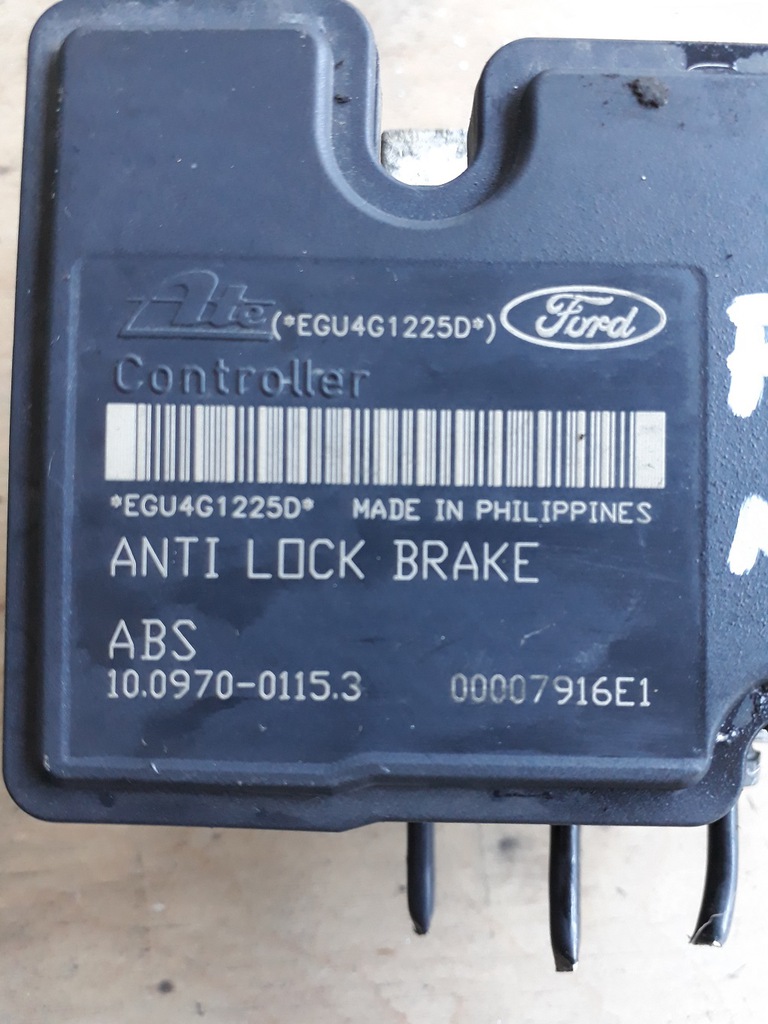 Ate (*EGU4G1225D*) Ford
Controller
*EGU4G1225D* MADE IN PHILIPPINES
ANTI LOCK BRAKE
ABS
10.0970-0115.3 00007916E1